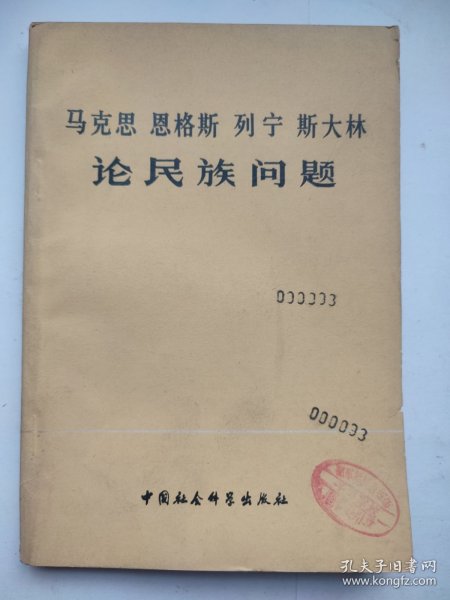 马克思 恩格斯 列宁 斯大林
论民族问题
000033
中国社会科学出版社
孔夫子旧书网
www.kongfz.com